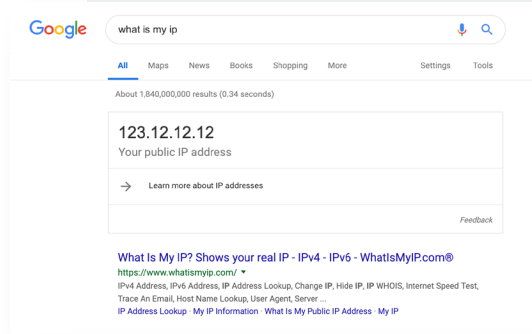 Google what is my ip
All Maps News Books Shopping More Settings Tools
About 1,840,000,000 results (0.34 seconds)
123.12.12.12
Your public IP address
Learn more about IP addresses
Feedback
What Is My IP? Shows your real IP - IPv4 - IPv6 - WhatIsMyIP.com®
https://www.whatismyip.com/
IPv4 Address, IPv6 Address, IP Address Lookup, Change IP, Hide IP, IP WHOIS, Internet Speed Test,
Trace An Email, Host Name Lookup, User Agent, Server ...
IP Address Lookup · My IP Information · What Is My Public IP Address · My IP